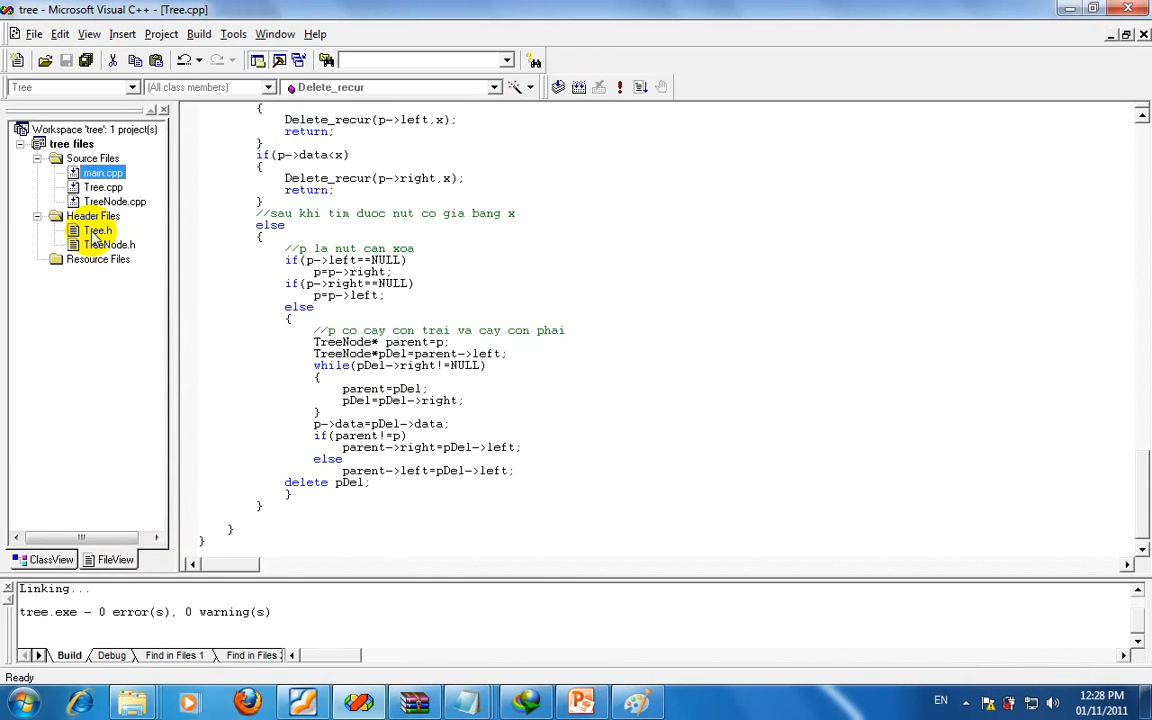 tree - Microsoft Visual C++ - [Tree.cpp]
File Edit View Insert Project Build Tools Window Help
Tree (All class members) Delete_recur
Workspace 'tree': 1 project(s)
tree files
Source Files
main.cpp
Tree.cpp
TreeNode.cpp
Header Files
Tree.h
TreeNode.h
Resource Files
ClassView FileView
{
Delete_recur(p->left,x);
return;
}
if(p->data<x)
{
Delete_recur(p->right,x);
return;
}
//sau khi tim duoc nut co gia bang x
else
{
//p la nut can xoa
if(p->left==NULL)
p=p->right;
if(p->right==NULL)
p=p->left;
else
{
//p co cay con trai va cay con phai
TreeNode* parent=p;
TreeNode*pDel=parent->left;
while(pDel->right!=NULL)
{
parent=pDel;
pDel=pDel->right;
}
p->data=pDel->data;
if(parent!=p)
parent->right=pDel->left;
else
parent->left=pDel->left;
delete pDel;
}
}
}
}
Linking...
tree.exe - 0 error(s), 0 warning(s)
Build Debug Find in Files 1 Find in Files 2
Ready
EN
12:28 PM
01/11/2011